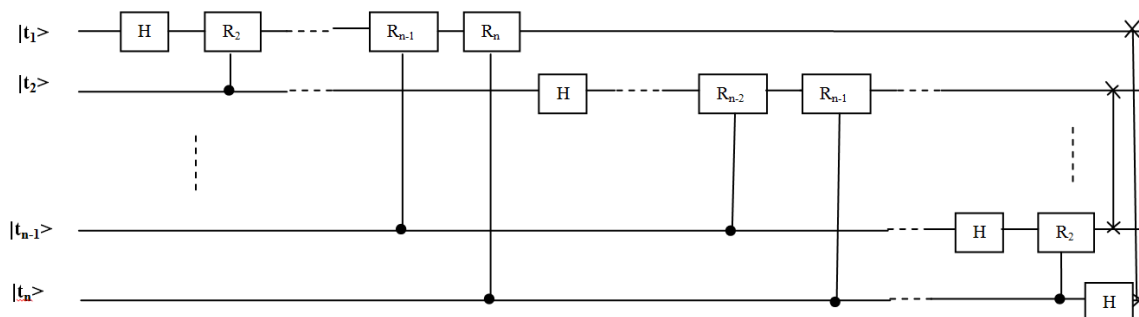 |t₁> H R₂ Rₙ₋₁ Rₙ
|t₂> H Rₙ₋₂ Rₙ₋₁
|tₙ₋₁> H R₂
|tₙ> H